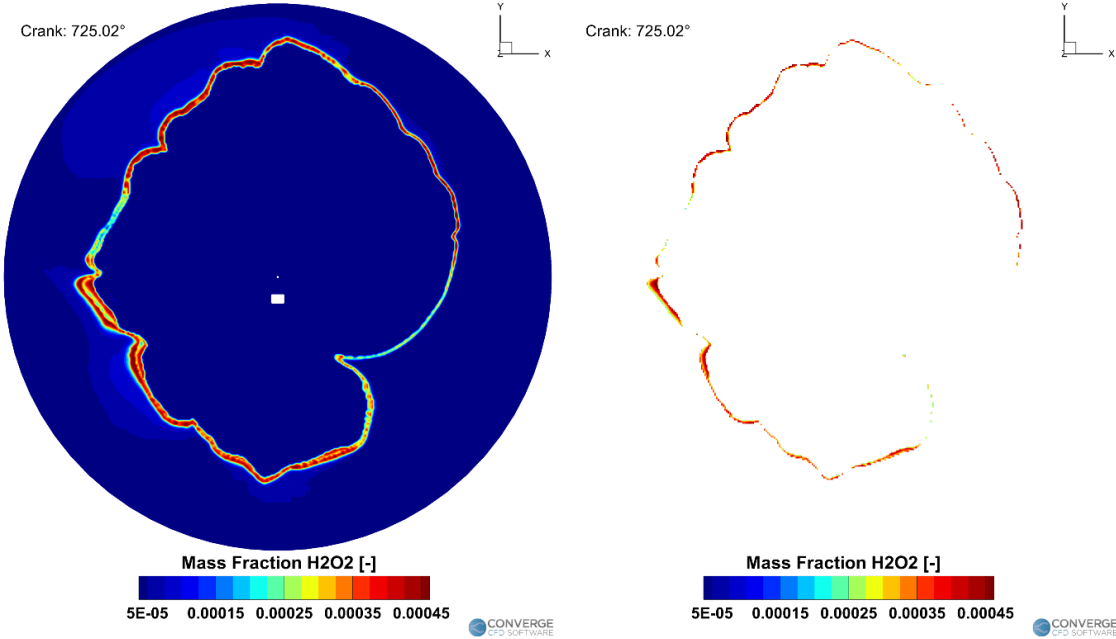 Crank: 725.02°
Y
Z
X
Mass Fraction H2O2 [-]
5E-05 0.00015 0.00025 0.00035 0.00045
CONVERGE
CFD SOFTWARE
Crank: 725.02°
Y
Z
X
Mass Fraction H2O2 [-]
5E-05 0.00015 0.00025 0.00035 0.00045
CONVERGE
CFD SOFTWARE